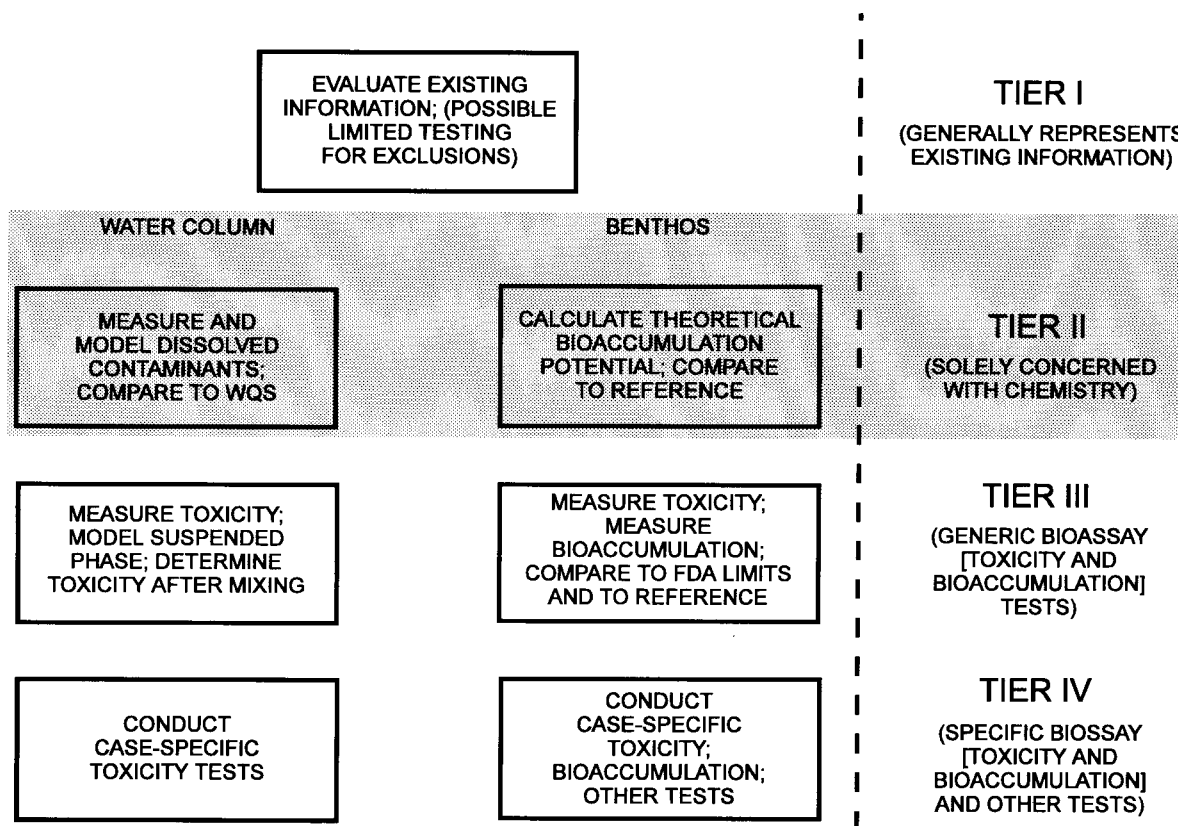 EVALUATE EXISTING
INFORMATION; (POSSIBLE
LIMITED TESTING
FOR EXCLUSIONS)
TIER I
(GENERALLY REPRESENTS
EXISTING INFORMATION)
WATER COLUMN
BENTHOS
MEASURE AND
MODEL DISSOLVED
CONTAMINANTS;
COMPARE TO WQS
CALCULATE THEORETICAL
BIOACCUMULATION
POTENTIAL; COMPARE
TO REFERENCE
TIER II
(SOLELY CONCERNED
WITH CHEMISTRY)
MEASURE TOXICITY;
MODEL SUSPENDED
PHASE; DETERMINE
TOXICITY AFTER MIXING
MEASURE TOXICITY;
MEASURE
BIOACCUMULATION;
COMPARE TO FDA LIMITS
AND TO REFERENCE
TIER III
(GENERIC BIOASSAY
[TOXICITY AND
BIOACCUMULATION]
TESTS)
CONDUCT
CASE-SPECIFIC
TOXICITY TESTS
CONDUCT
CASE-SPECIFIC
TOXICITY;
BIOACCUMULATION;
OTHER TESTS
TIER IV
(SPECIFIC BIOSSAY
[TOXICITY AND
BIOACCUMULATION]
AND OTHER TESTS)